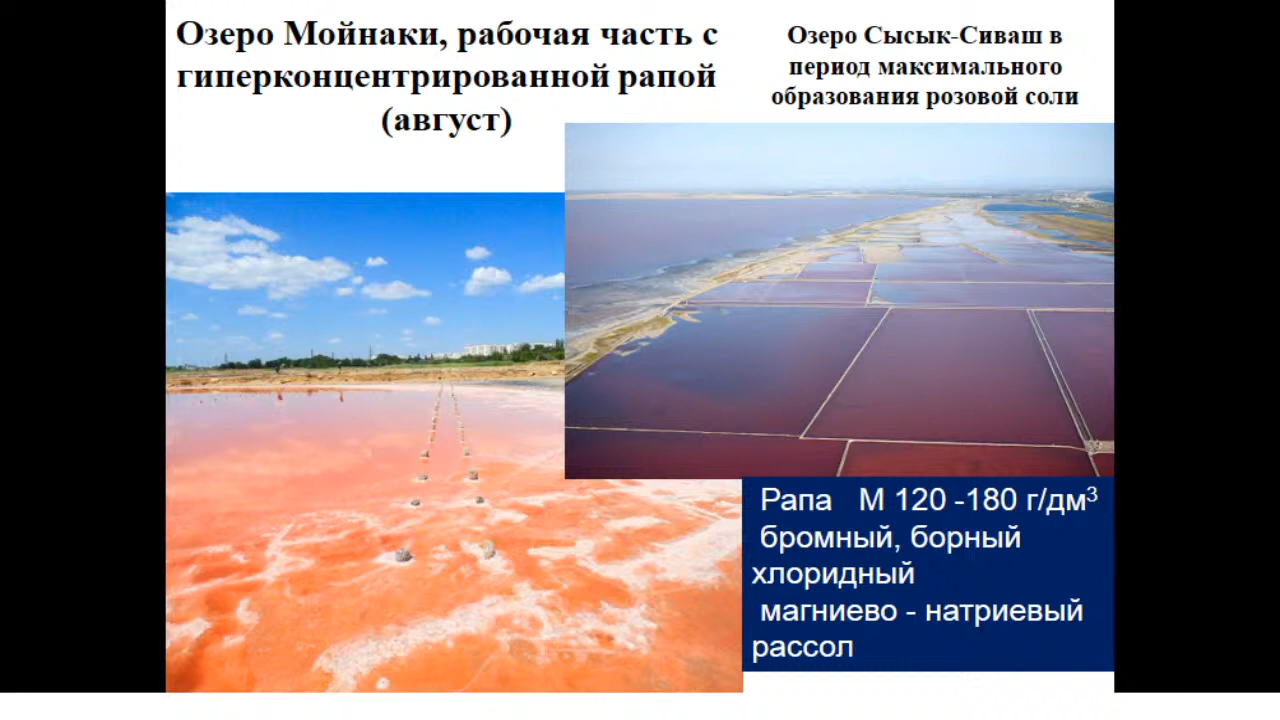 Озеро Мойнаки, рабочая часть с
гиперконцентрированной рапой
(август)
Озеро Сысык-Сиваш в
период максимального
образования розовой соли
Рапа М 120 -180 г/дм³
бромный, борный
хлоридный
магниево - натриевый
рассол